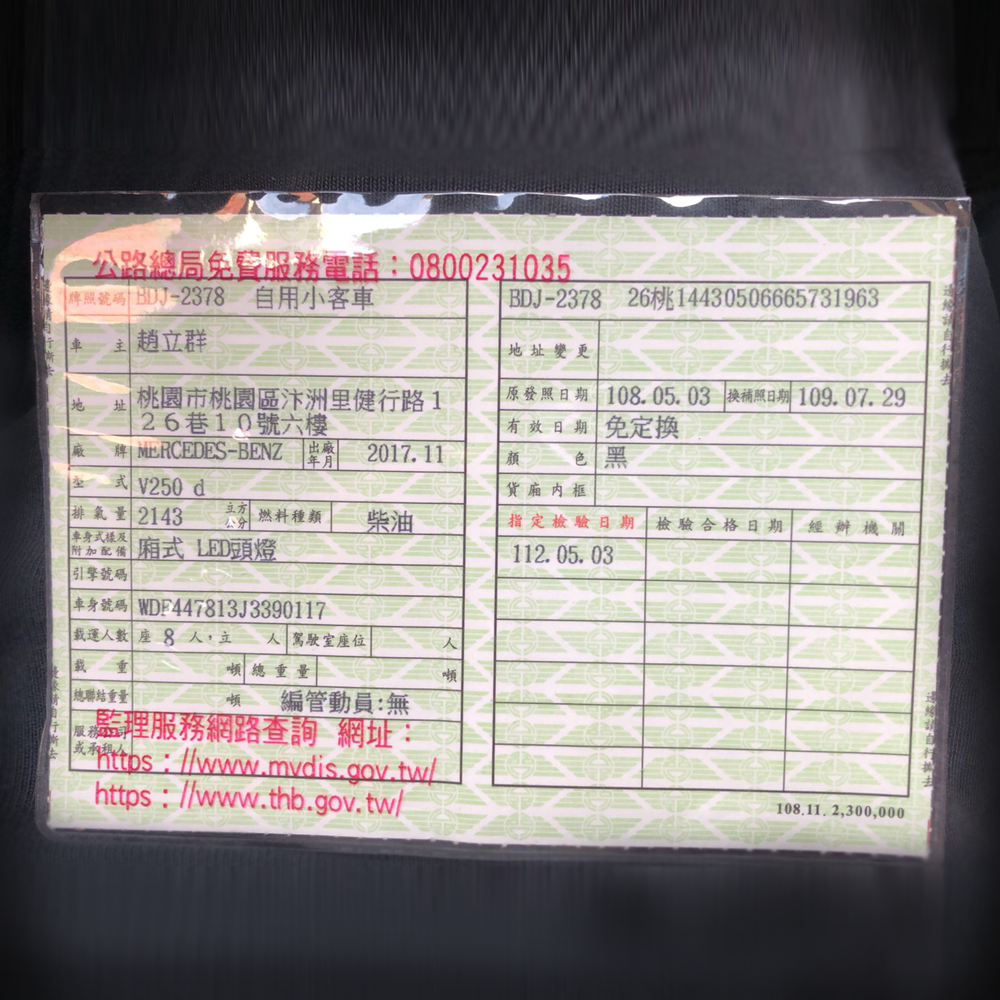 公路總局免費服務電話：0800231035
牌照號碼 BDJ-2378 自用小客車
車主 趙立群
地址 桃園市桃園區汴洲里健行路1
26巷10號六樓
廠牌 MERCEDES-BENZ 出廠年月 2017.11
型式 V250 d
排氣量 2143 立方公分 燃料種類 柴油
車身式樣及附加配備 廂式 LED頭燈
引擎號碼
車身號碼 WDF447813J3390117
載運人數 座 8 人，立 人 駕駛室座位 人
載重 噸 總重量 噸
總聯結重量 噸 編管動員:無
服務公司或承租人
監理服務網路查詢 網址：
https：//www.mvdis.gov.tw/
https：//www.thb.gov.tw/
BDJ-2378 26桃14430506665731963
地址變更
原發照日期 108.05.03 換補照日期 109.07.29
有效日期 免定換
顏色 黑
貨廂內框
指定檢驗日期 檢驗合格日期 經辦機關
112.05.03
108.11. 2,300,000